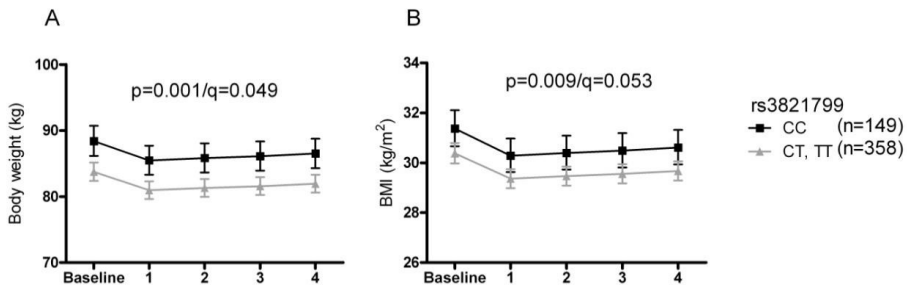 A
Body weight (kg)
100
90
80
70
p=0.001/q=0.049
Baseline 1 2 3 4
B
BMI (kg/m²)
34
32
30
28
26
p=0.009/q=0.053
Baseline 1 2 3 4
rs3821799
CC (n=149)
CT, TT (n=358)